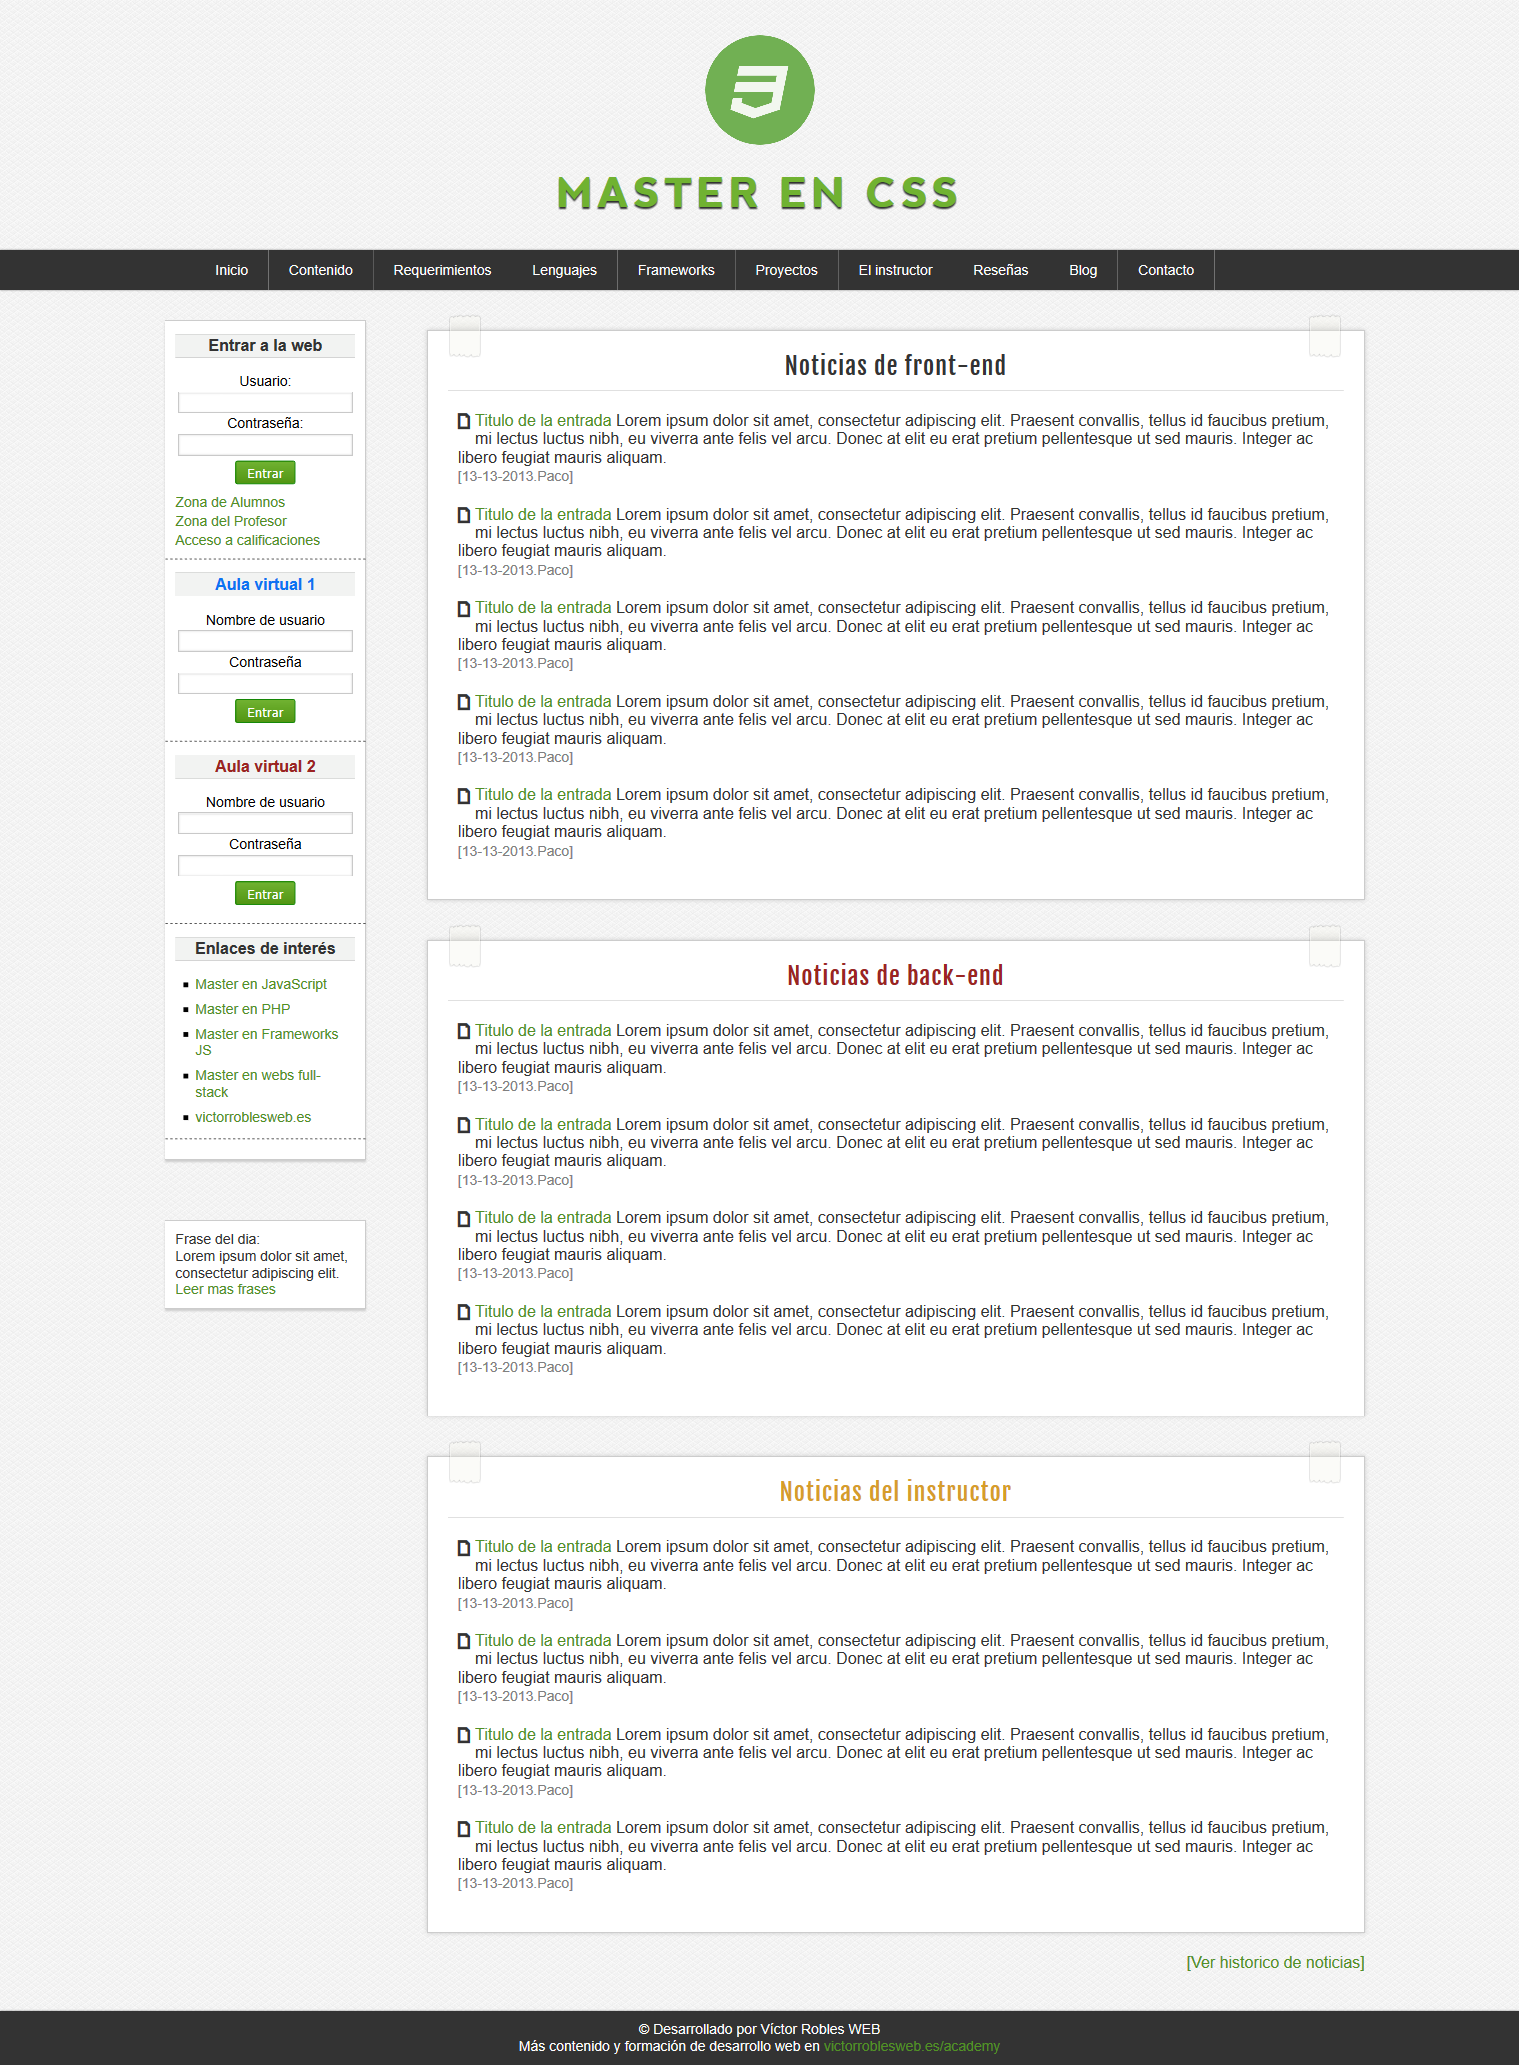 MASTER EN CSS
Inicio Contenido Requerimientos Lenguajes Frameworks Proyectos El instructor Reseñas Blog Contacto
Entrar a la web
Usuario:
Contraseña:
Entrar
Zona de Alumnos
Zona del Profesor
Acceso a calificaciones
Aula virtual 1
Nombre de usuario
Contraseña
Entrar
Aula virtual 2
Nombre de usuario
Contraseña
Entrar
Enlaces de interés
Master en JavaScript
Master en PHP
Master en Frameworks
JS
Master en webs full-
stack
victorroblesweb.es
Frase del dia:
Lorem ipsum dolor sit amet,
consectetur adipiscing elit.
Leer mas frases
Noticias de front-end
Titulo de la entrada Lorem ipsum dolor sit amet, consectetur adipiscing elit. Praesent convallis, tellus id faucibus pretium,
mi lectus luctus nibh, eu viverra ante felis vel arcu. Donec at elit eu erat pretium pellentesque ut sed mauris. Integer ac
libero feugiat mauris aliquam.
[13-13-2013.Paco]
Titulo de la entrada Lorem ipsum dolor sit amet, consectetur adipiscing elit. Praesent convallis, tellus id faucibus pretium,
mi lectus luctus nibh, eu viverra ante felis vel arcu. Donec at elit eu erat pretium pellentesque ut sed mauris. Integer ac
libero feugiat mauris aliquam.
[13-13-2013.Paco]
Titulo de la entrada Lorem ipsum dolor sit amet, consectetur adipiscing elit. Praesent convallis, tellus id faucibus pretium,
mi lectus luctus nibh, eu viverra ante felis vel arcu. Donec at elit eu erat pretium pellentesque ut sed mauris. Integer ac
libero feugiat mauris aliquam.
[13-13-2013.Paco]
Titulo de la entrada Lorem ipsum dolor sit amet, consectetur adipiscing elit. Praesent convallis, tellus id faucibus pretium,
mi lectus luctus nibh, eu viverra ante felis vel arcu. Donec at elit eu erat pretium pellentesque ut sed mauris. Integer ac
libero feugiat mauris aliquam.
[13-13-2013.Paco]
Titulo de la entrada Lorem ipsum dolor sit amet, consectetur adipiscing elit. Praesent convallis, tellus id faucibus pretium,
mi lectus luctus nibh, eu viverra ante felis vel arcu. Donec at elit eu erat pretium pellentesque ut sed mauris. Integer ac
libero feugiat mauris aliquam.
[13-13-2013.Paco]
Noticias de back-end
Titulo de la entrada Lorem ipsum dolor sit amet, consectetur adipiscing elit. Praesent convallis, tellus id faucibus pretium,
mi lectus luctus nibh, eu viverra ante felis vel arcu. Donec at elit eu erat pretium pellentesque ut sed mauris. Integer ac
libero feugiat mauris aliquam.
[13-13-2013.Paco]
Titulo de la entrada Lorem ipsum dolor sit amet, consectetur adipiscing elit. Praesent convallis, tellus id faucibus pretium,
mi lectus luctus nibh, eu viverra ante felis vel arcu. Donec at elit eu erat pretium pellentesque ut sed mauris. Integer ac
libero feugiat mauris aliquam.
[13-13-2013.Paco]
Titulo de la entrada Lorem ipsum dolor sit amet, consectetur adipiscing elit. Praesent convallis, tellus id faucibus pretium,
mi lectus luctus nibh, eu viverra ante felis vel arcu. Donec at elit eu erat pretium pellentesque ut sed mauris. Integer ac
libero feugiat mauris aliquam.
[13-13-2013.Paco]
Titulo de la entrada Lorem ipsum dolor sit amet, consectetur adipiscing elit. Praesent convallis, tellus id faucibus pretium,
mi lectus luctus nibh, eu viverra ante felis vel arcu. Donec at elit eu erat pretium pellentesque ut sed mauris. Integer ac
libero feugiat mauris aliquam.
[13-13-2013.Paco]
Noticias del instructor
Titulo de la entrada Lorem ipsum dolor sit amet, consectetur adipiscing elit. Praesent convallis, tellus id faucibus pretium,
mi lectus luctus nibh, eu viverra ante felis vel arcu. Donec at elit eu erat pretium pellentesque ut sed mauris. Integer ac
libero feugiat mauris aliquam.
[13-13-2013.Paco]
Titulo de la entrada Lorem ipsum dolor sit amet, consectetur adipiscing elit. Praesent convallis, tellus id faucibus pretium,
mi lectus luctus nibh, eu viverra ante felis vel arcu. Donec at elit eu erat pretium pellentesque ut sed mauris. Integer ac
libero feugiat mauris aliquam.
[13-13-2013.Paco]
Titulo de la entrada Lorem ipsum dolor sit amet, consectetur adipiscing elit. Praesent convallis, tellus id faucibus pretium,
mi lectus luctus nibh, eu viverra ante felis vel arcu. Donec at elit eu erat pretium pellentesque ut sed mauris. Integer ac
libero feugiat mauris aliquam.
[13-13-2013.Paco]
Titulo de la entrada Lorem ipsum dolor sit amet, consectetur adipiscing elit. Praesent convallis, tellus id faucibus pretium,
mi lectus luctus nibh, eu viverra ante felis vel arcu. Donec at elit eu erat pretium pellentesque ut sed mauris. Integer ac
libero feugiat mauris aliquam.
[13-13-2013.Paco]
[Ver historico de noticias]
© Desarrollado por Víctor Robles WEB
Más contenido y formación de desarrollo web en victorroblesweb.es/academy